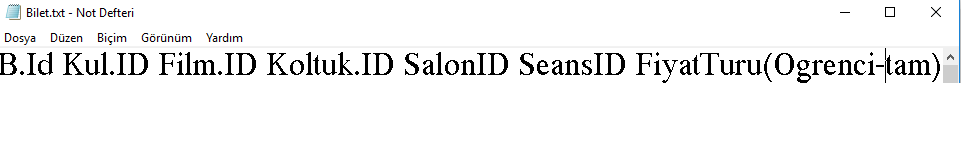 Bilet.txt - Not Defteri
Dosya Düzen Biçim Görünüm Yardım
B.Id Kul.ID Film.ID Koltuk.ID SalonID SeansID FiyatTuru(Ogrenci-tam)